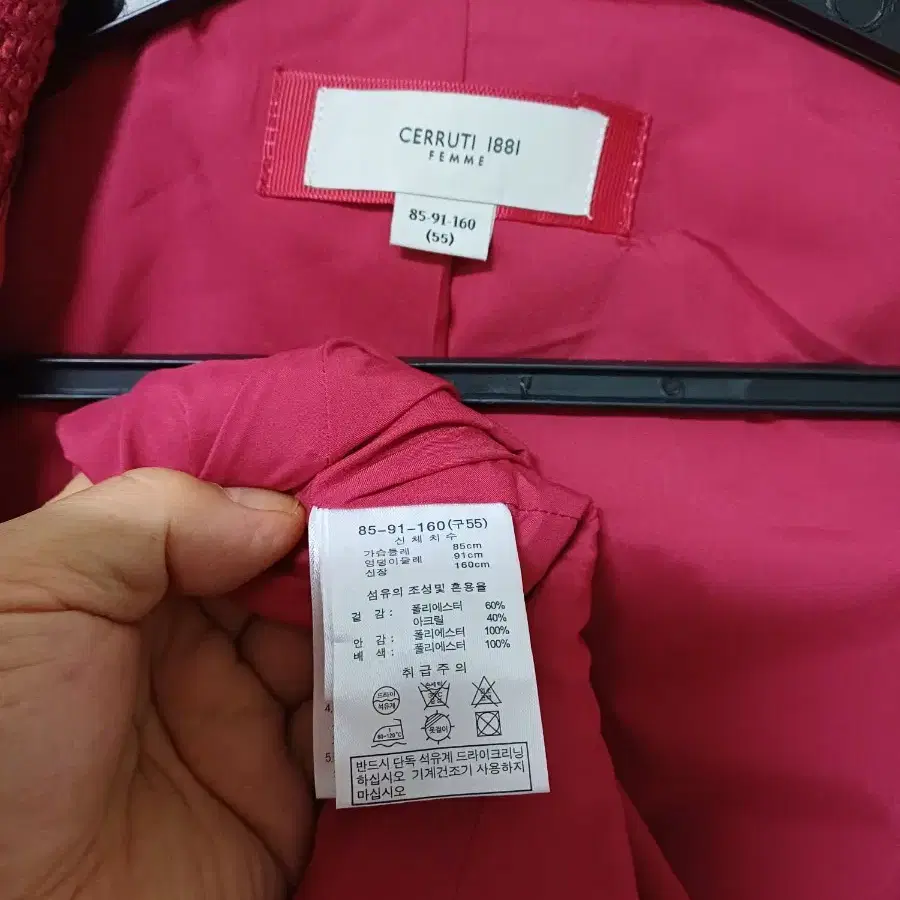 CERRUTI 1881
FEMME
85-91-160
(55)
85-91-160(구55)
신 체 치 수
가슴둘레 85cm
엉덩이둘레 91cm
신장 160cm
섬유의 조성및 혼용율
겉 감 : 폴리에스터 60%
아크릴 40%
안 감 : 폴리에스터 100%
배 색 : 폴리에스터 100%
취 급 주 의
드라이
석유계
옷걸이
80~120℃
반드시 단독 석유계 드라이크리닝
하십시오 기계건조기 사용하지
마십시오